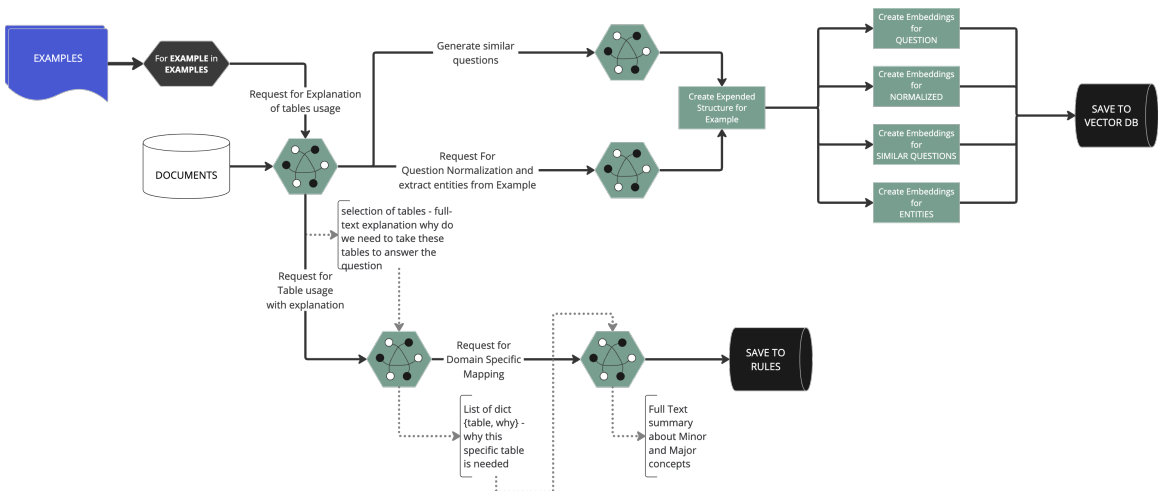 EXAMPLES
For EXAMPLE in
EXAMPLES
Request for Explanation
of tables usage
DOCUMENTS
Generate similar
questions
Request For
Question Normalization and
extract entities from Example
Create Expended
Structure for
Example
Create Embeddings
for
QUESTION
Create Embeddings
for
NORMALIZED
Create Embeddings
for
SIMILAR QUESTIONS
Create Embeddings
for
ENTITIES
SAVE TO
VECTOR DB
selection of tables - full-
text explanation why do
we need to take these
tables to answer the
question
Request for
Table usage
with explanation
Request for
Domain Specific
Mapping
SAVE TO
RULES
List of dict
{table, why} -
why this
specific table
is needed
Full Text
summary
about Minor
and Major
concepts